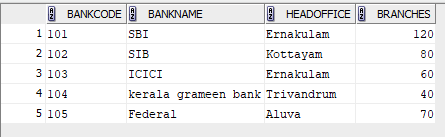 BANKCODE BANKNAME HEADOFFICE BRANCHES
1 101 SBI Ernakulam 120
2 102 SIB Kottayam 80
3 103 ICICI Ernakulam 60
4 104 kerala grameen bank Trivandrum 40
5 105 Federal Aluva 70